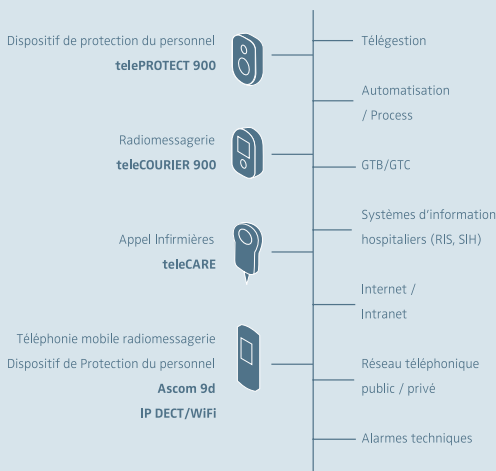 Dispositif de protection du personnel
telePROTECT 900
Radiomessagerie
teleCOURIER 900
Appel Infirmières
teleCARE
Téléphonie mobile radiomessagerie
Dispositif de Protection du personnel
Ascom 9d
IP DECT/WiFi
Télégestion
Automatisation
/ Process
GTB/GTC
Systèmes d'information
hospitaliers (RIS, SIH)
Internet /
Intranet
Réseau téléphonique
public / privé
Alarmes techniques